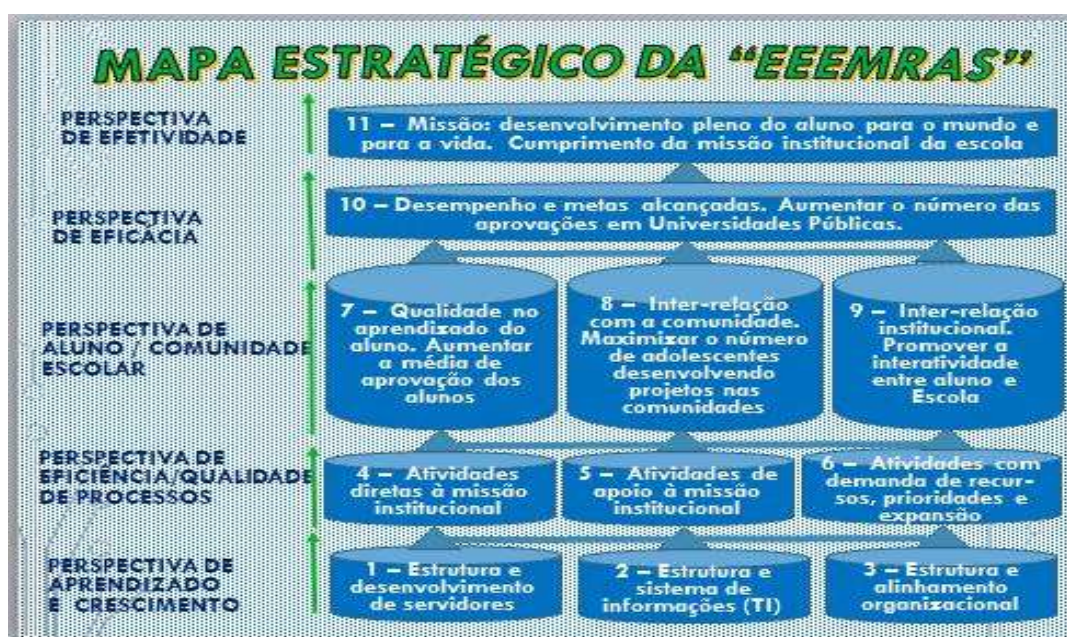 MAPA ESTRATÉGICO DA “EEEMRAS”
PERSPECTIVA
DE EFETIVIDADE
11 – Missão: desenvolvimento pleno do aluno para o mundo e
para a vida. Cumprimento da missão institucional da escola
PERSPECTIVA
DE EFICÁCIA
10 – Desempenho e metas alcançadas. Aumentar o número das
aprovações em Universidades Públicas.
PERSPECTIVA DE
ALUNO / COMUNIDADE
ESCOLAR
7 – Qualidade no
aprendizado do
aluno. Aumentar
a média de
aprovação dos
alunos
8 – Inter-relação
com a comunidade.
Maximizar o número
de adolescentes
desenvolvendo
projetos nas
comunidades
9 – Inter-relação
institucional.
Promover a
interatividade
entre aluno e
Escola
PERSPECTIVA DE
EFICIÊNCIA/QUALIDADE
DE PROCESSOS
4 – Atividades
diretas à missão
institucional
5 – Atividades de
apoio à missão
institucional
6 – Atividades com
demanda de recur-
sos, prioridades e
expansão
PERSPECTIVA DE
APRENDIZADO
E CRESCIMENTO
1 – Estrutura e
desenvolvimento
de servidores
2 – Estrutura e
sistema de
informações (TI)
3 – Estrutura e
alinhamento
organizacional